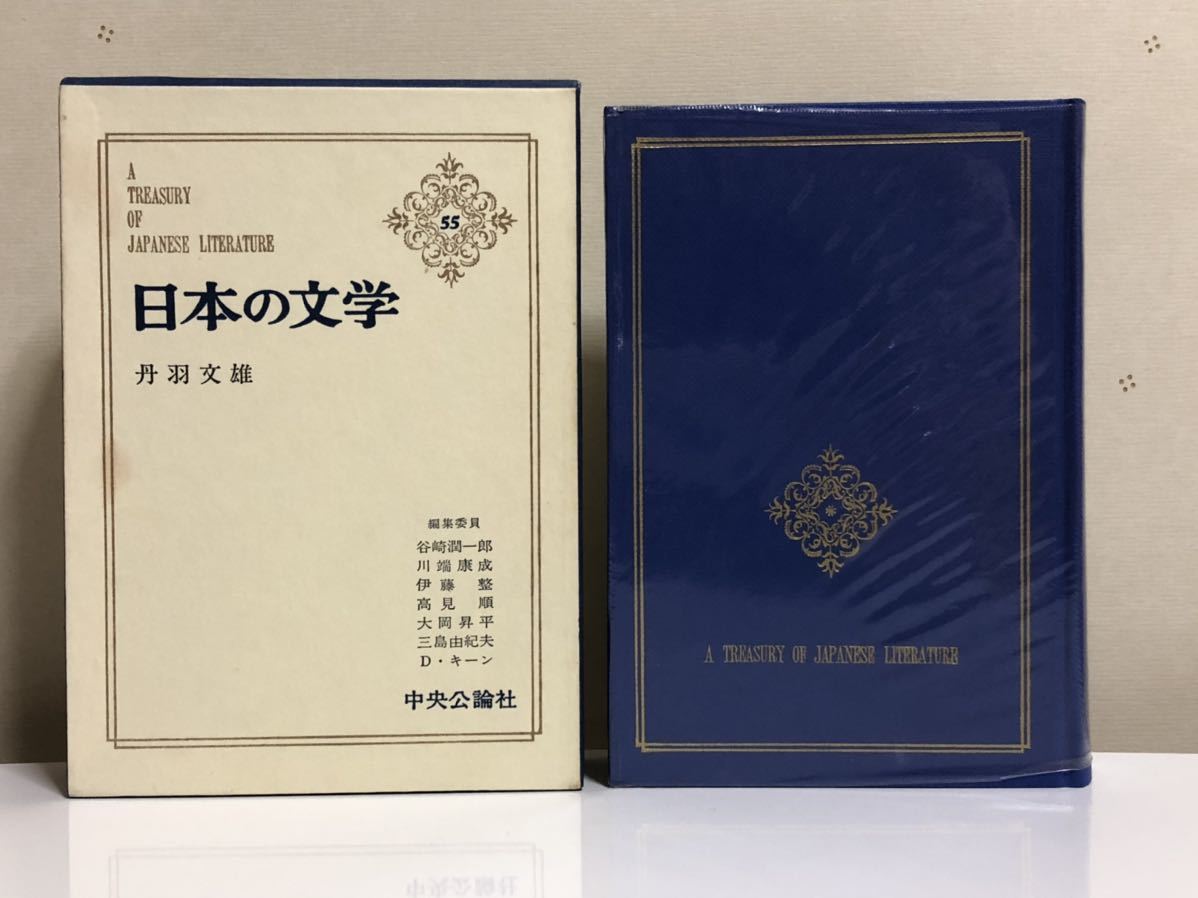 A
TREASURY
OF
JAPANESE LITERATURE
55
日本の文学
丹羽文雄
編集委員
谷崎潤一郎
川端康成
伊藤整
高見順
大岡昇平
三島由紀夫
D・キーン
中央公論社
A TREASURY OF JAPANESE LITERATURE